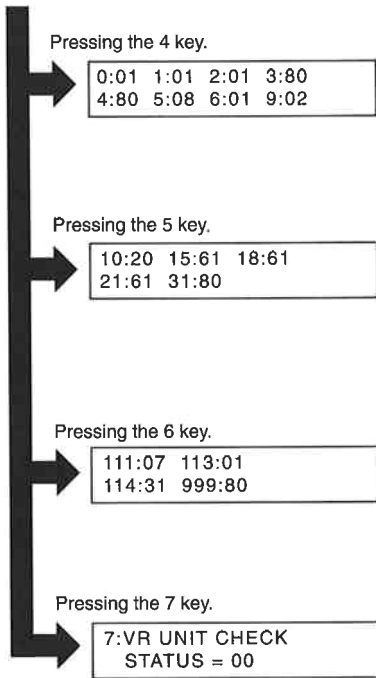 Pressing the 4 key.
0:01 1:01 2:01 3:80
4:80 5:08 6:01 9:02
Pressing the 5 key.
10:20 15:61 18:61
21:61 31:80
Pressing the 6 key.
111:07 113:01
114:31 999:80
Pressing the 7 key.
7:VR UNIT CHECK
STATUS = 00